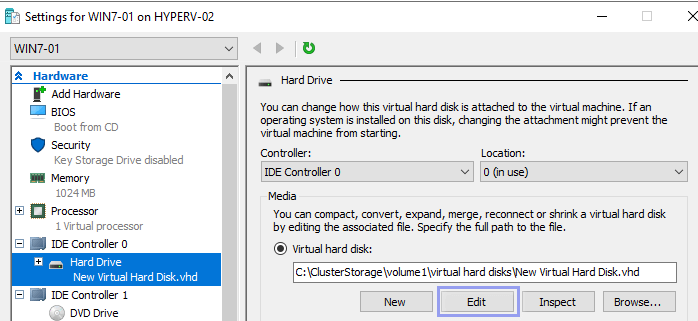 Settings for WIN7-01 on HYPERV-02
WIN7-01
Hardware
Add Hardware
BIOS
Boot from CD
Security
Key Storage Drive disabled
Memory
1024 MB
Processor
1 Virtual processor
IDE Controller 0
Hard Drive
New Virtual Hard Disk.vhd
IDE Controller 1
DVD Drive
Hard Drive
You can change how this virtual hard disk is attached to the virtual machine. If an
operating system is installed on this disk, changing the attachment might prevent the
virtual machine from starting.
Controller: Location:
IDE Controller 0 0 (in use)
Media
You can compact, convert, expand, merge, reconnect or shrink a virtual hard disk
by editing the associated file. Specify the full path to the file.
Virtual hard disk:
C:\ClusterStorage\volume1\virtual hard disks\New Virtual Hard Disk.vhd
New Edit Inspect Browse...